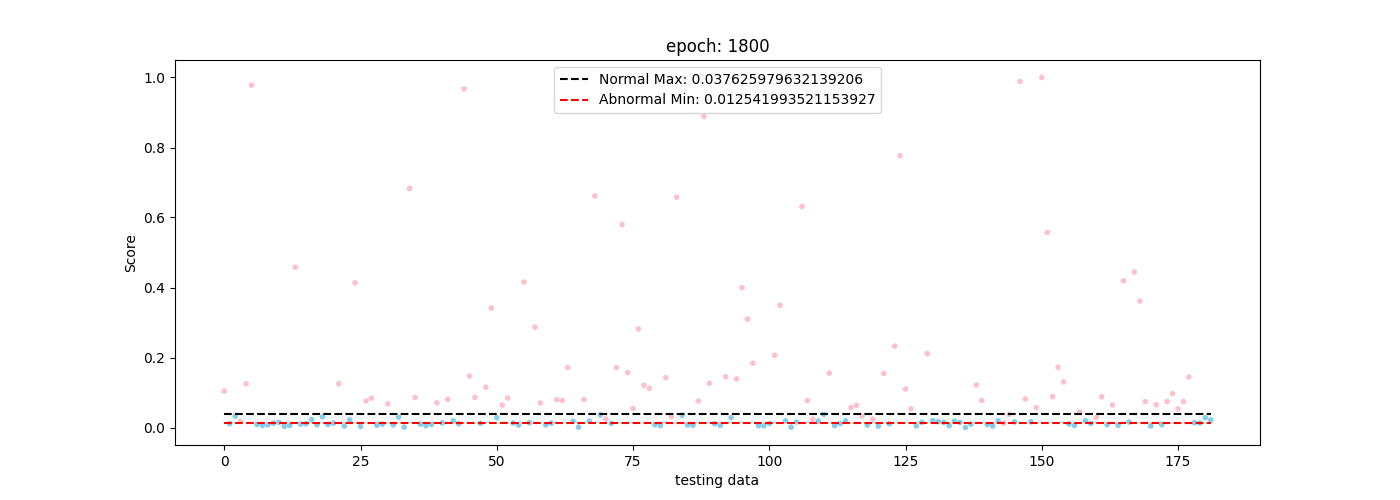 epoch: 1800
Normal Max: 0.037625979632139206
Abnormal Min: 0.012541993521153927
Score
1.0
0.8
0.6
0.4
0.2
0.0
0 25 50 75 100 125 150 175
testing data